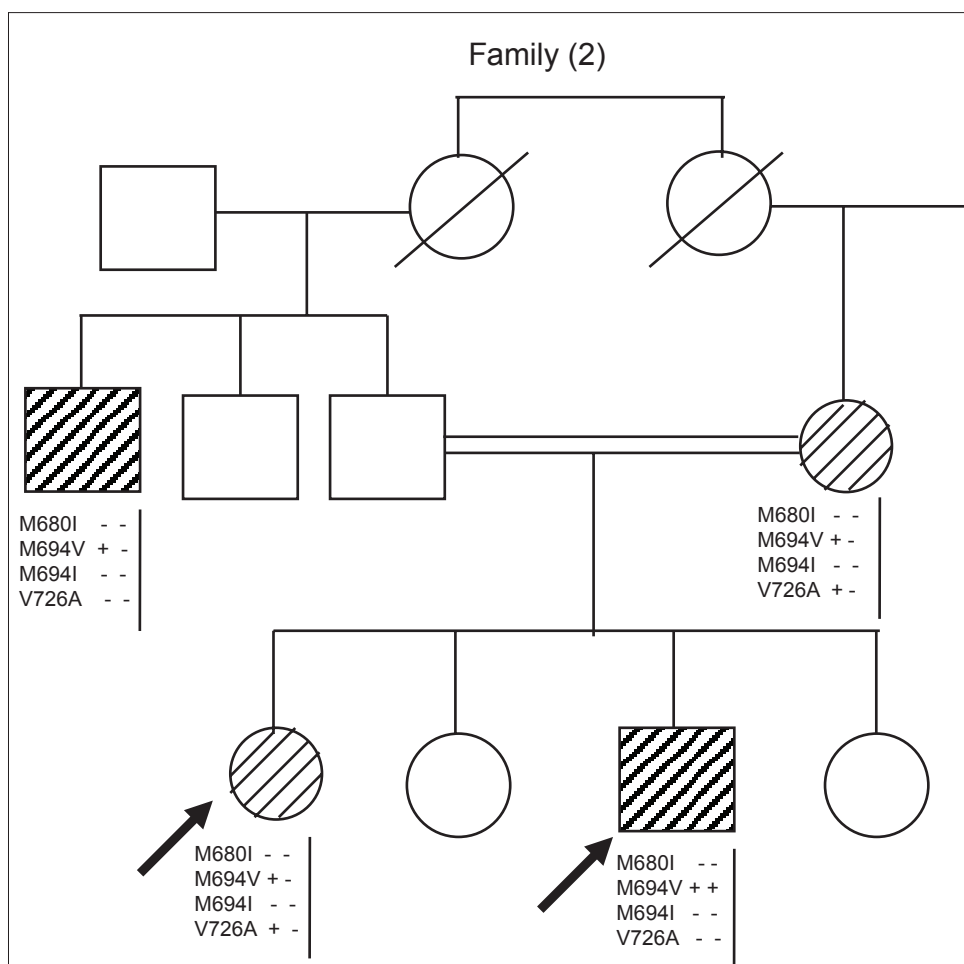 Family (2)
M680I - -
M694V + -
M694I - -
V726A - -
M680I - -
M694V + -
M694I - -
V726A + -
M680I - -
M694V + -
M694I - -
V726A + -
M680I - -
M694V + +
M694I - -
V726A - -